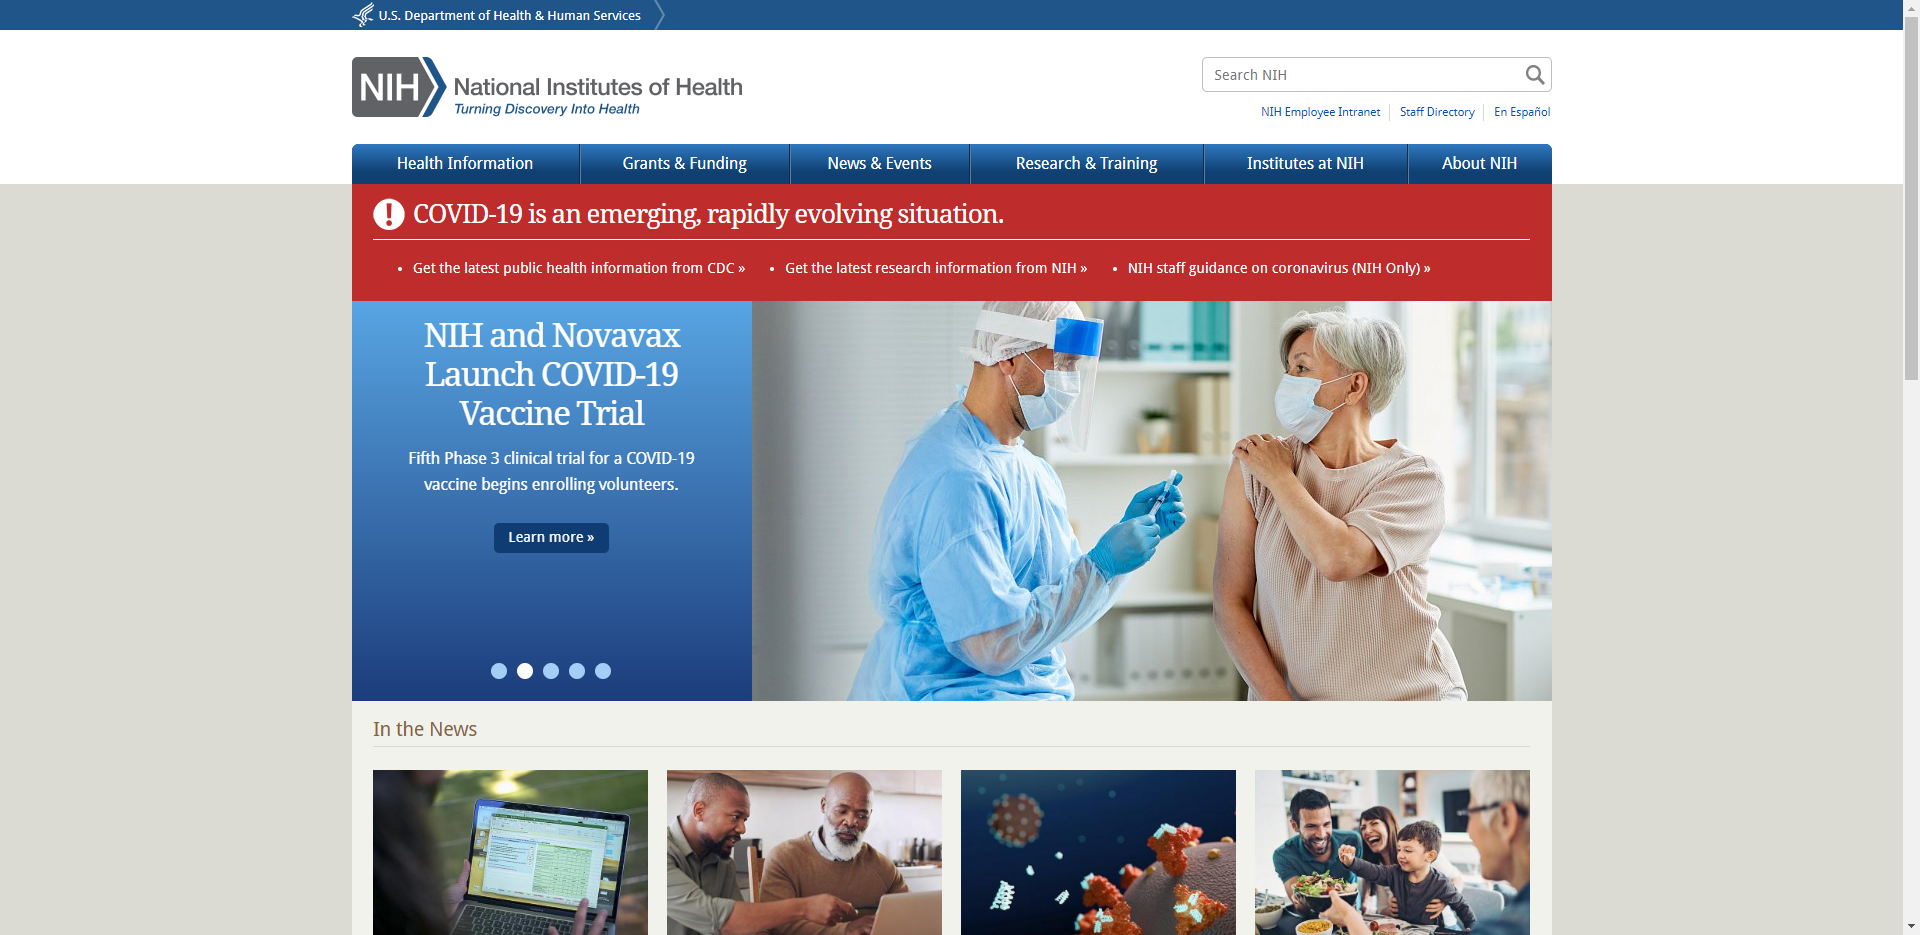 U.S. Department of Health & Human Services
NIH National Institutes of Health
Turning Discovery Into Health
Search NIH
NIH Employee Intranet
Staff Directory
En Español
Health Information
Grants & Funding
News & Events
Research & Training
Institutes at NIH
About NIH
COVID-19 is an emerging, rapidly evolving situation.
• Get the latest public health information from CDC »
• Get the latest research information from NIH »
• NIH staff guidance on coronavirus (NIH Only) »
NIH and Novavax
Launch COVID-19
Vaccine Trial
Fifth Phase 3 clinical trial for a COVID-19
vaccine begins enrolling volunteers.
Learn more »
In the News